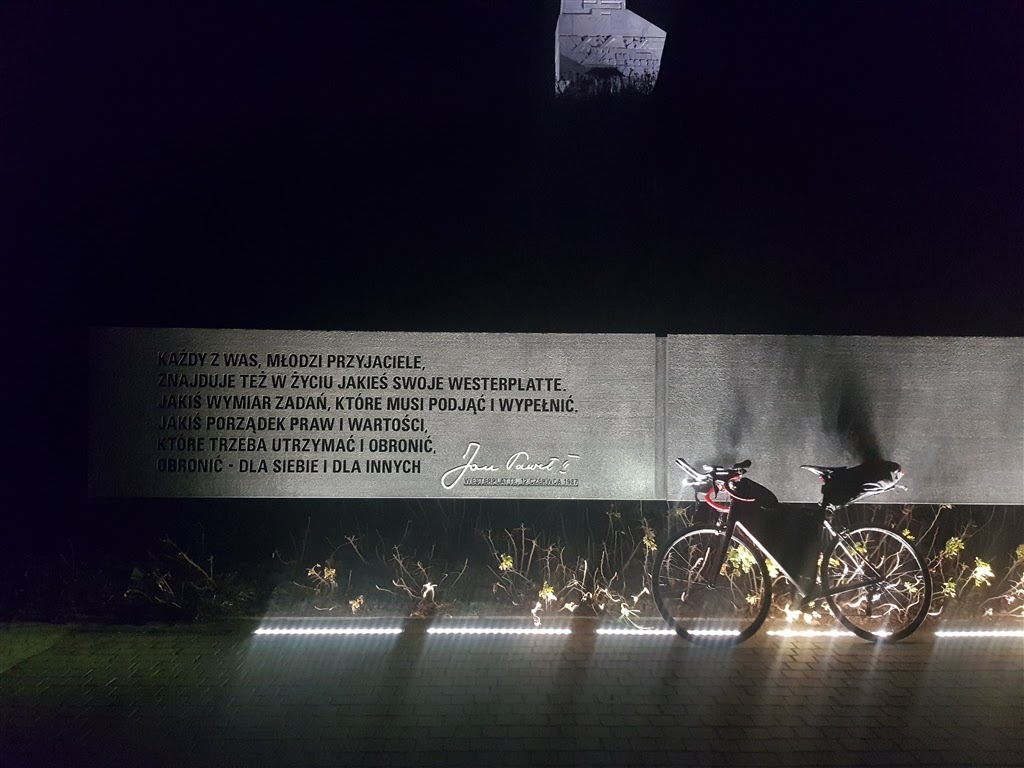 KAŻDY Z WAS, MŁODZI PRZYJACIELE,
ZNAJDUJE TEŻ W ŻYCIU JAKIEŚ SWOJE WESTERPLATTE.
JAKIŚ WYMIAR ZADAŃ, KTÓRE MUSI PODJĄĆ I WYPEŁNIĆ.
JAKIŚ PORZĄDEK PRAW I WARTOŚCI,
KTÓRE TRZEBA UTRZYMAĆ I OBRONIĆ,
OBRONIĆ - DLA SIEBIE I DLA INNYCH
Jan Paweł II
WESTERPLATTE, 12 CZERWCA 1987